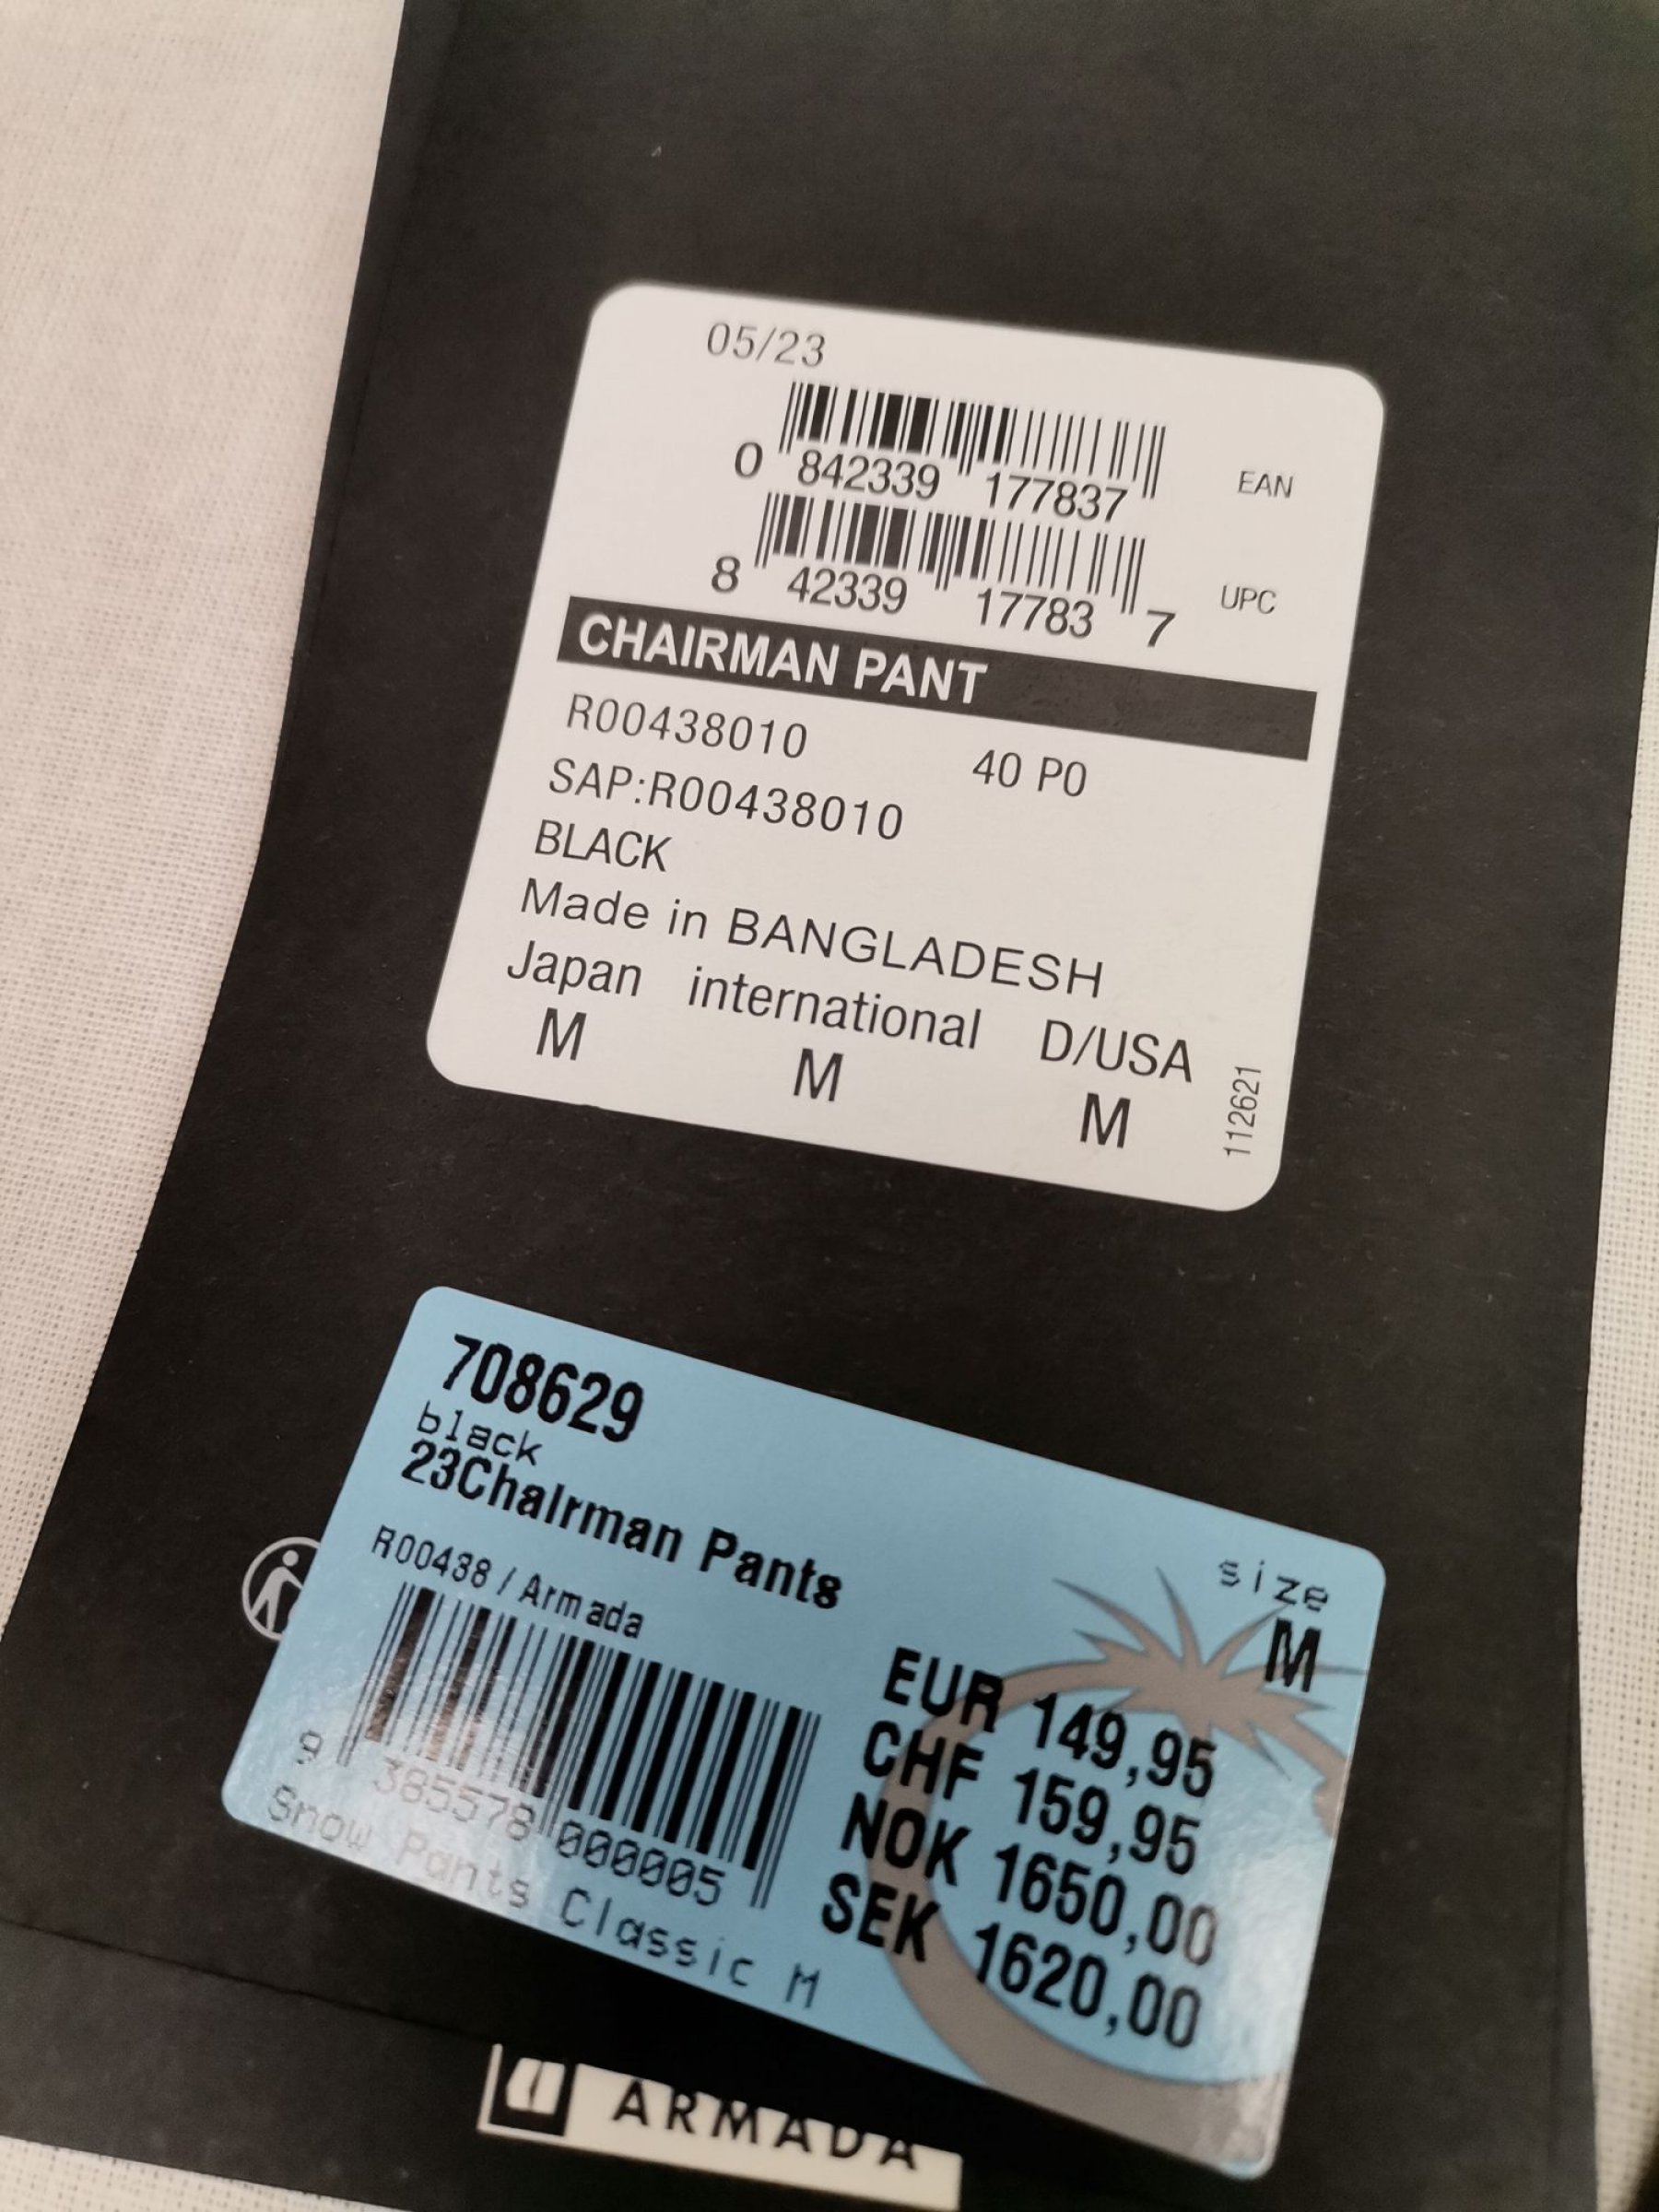 05/23
0 842339 177837 EAN
8 42339 17783 7 UPC
CHAIRMAN PANT
R00438010 40 P0
SAP:R00438010
BLACK
Made in BANGLADESH
Japan international D/USA
M M M
112621
708629
black
23Chairman Pants
R00438 / Armada
size
M
9 385578 000005
Snow Pants Classic M
EUR 149,95
CHF 159,95
NOK 1650,00
SEK 1620,00
ARMADA